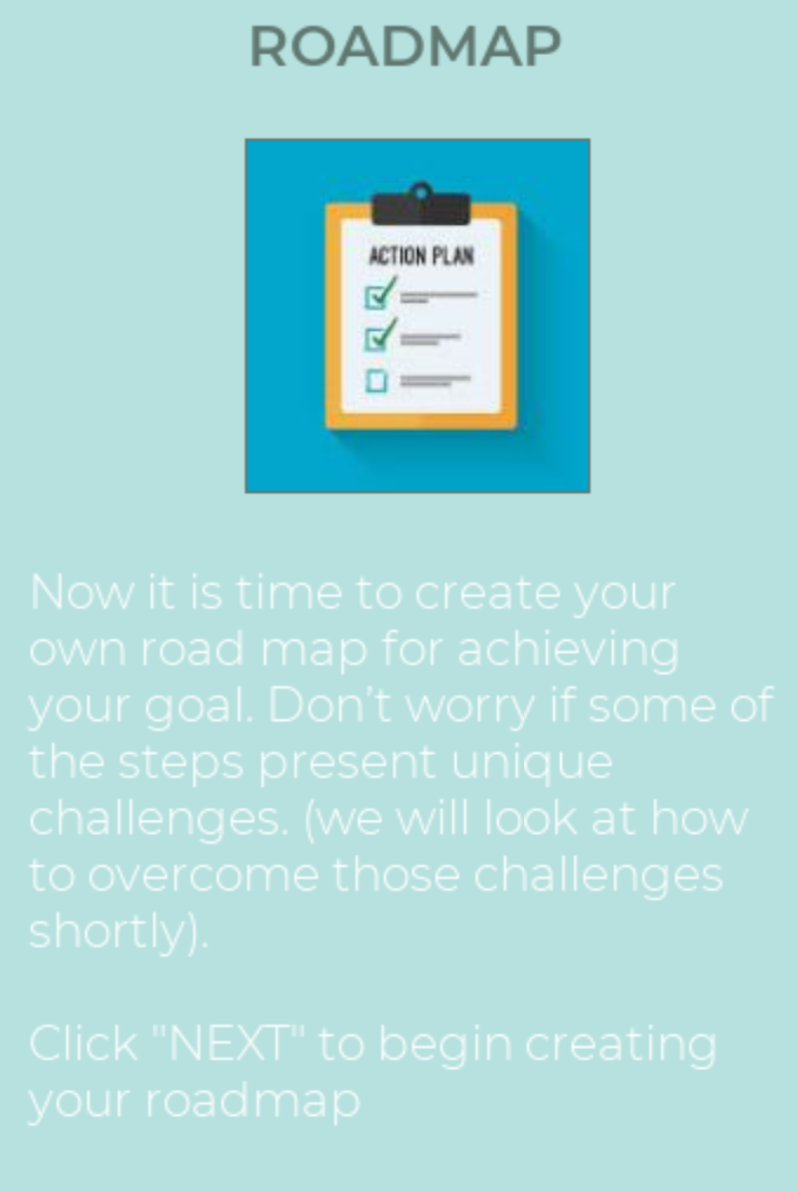 ROADMAP
ACTION PLAN
Now it is time to create your
own road map for achieving
your goal. Don’t worry if some of
the steps present unique
challenges. (we will look at how
to overcome those challenges
shortly).
Click "NEXT" to begin creating
your roadmap